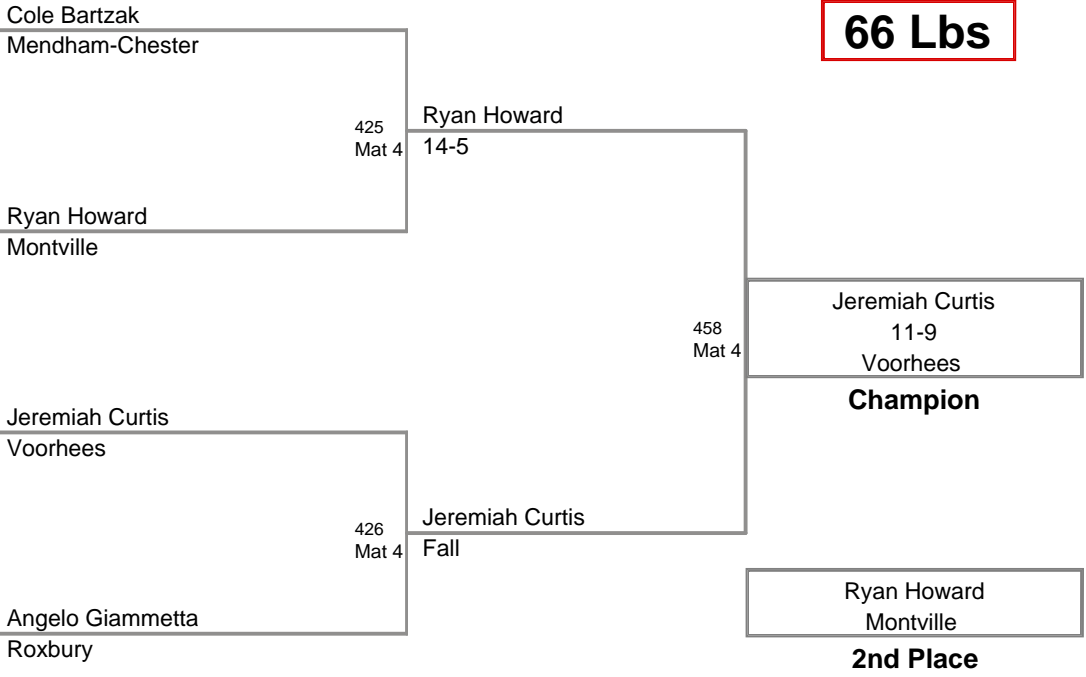 Cole Bartzak
Mendham-Chester
66 Lbs
425
Mat 4
Ryan Howard
14-5
Ryan Howard
Montville
458
Mat 4
Jeremiah Curtis
11-9
Voorhees
Champion
Jeremiah Curtis
Voorhees
426
Mat 4
Jeremiah Curtis
Fall
Angelo Giammetta
Roxbury
Ryan Howard
Montville
2nd Place